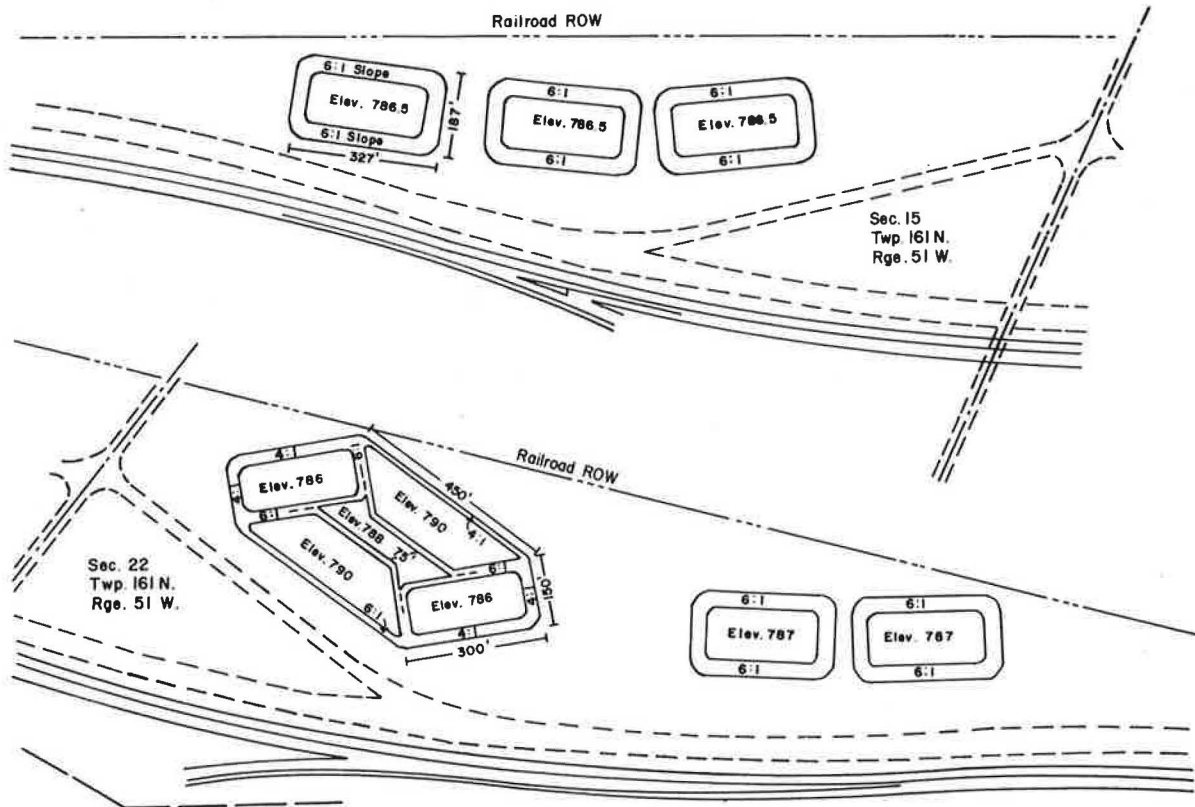 Railroad ROW
6:1 Slope
Elev. 786.5
6:1 Slope
187'
327'
6:1
Elev. 786.5
6:1
6:1
Elev. 786.5
6:1
Sec. 15
Twp. 161 N.
Rge. 51 W.
Railroad ROW
4:1
Elev. 786
4:1
6:1
6:1
450'
Elev. 790
4:1
Elev. 788
75'
Elev. 790
6:1
6:1
Elev. 786
4:1
4:1
150'
300'
Sec. 22
Twp. 161 N.
Rge. 51 W.
6:1
Elev. 787
6:1
6:1
Elev. 787
6:1